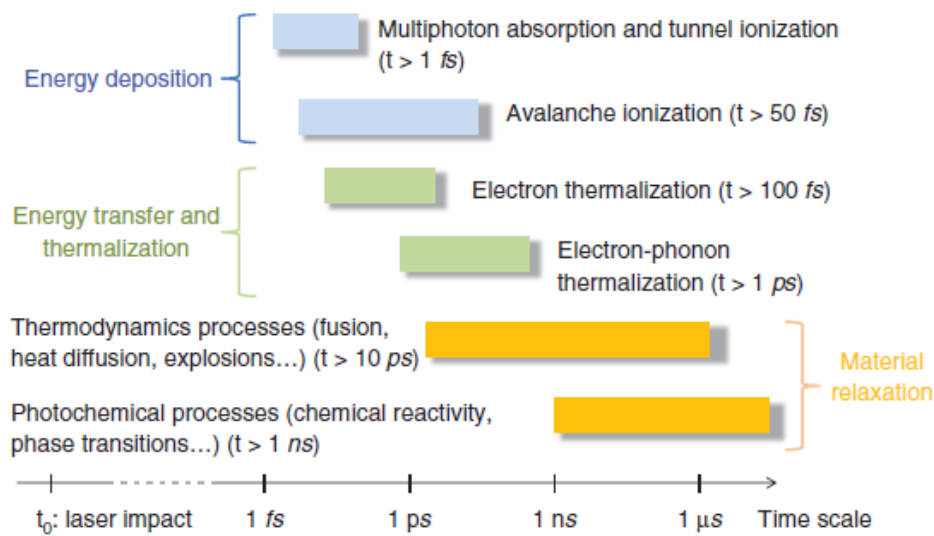 Multiphoton absorption and tunnel ionization
(t > 1 fs)
Energy deposition
Avalanche ionization (t > 50 fs)
Electron thermalization (t > 100 fs)
Energy transfer and
thermalization
Electron-phonon
thermalization (t > 1 ps)
Thermodynamics processes (fusion,
heat diffusion, explosions...) (t > 10 ps)
Material
relaxation
Photochemical processes (chemical reactivity,
phase transitions...) (t > 1 ns)
t₀: laser impact 1 fs 1 ps 1 ns 1 μs Time scale